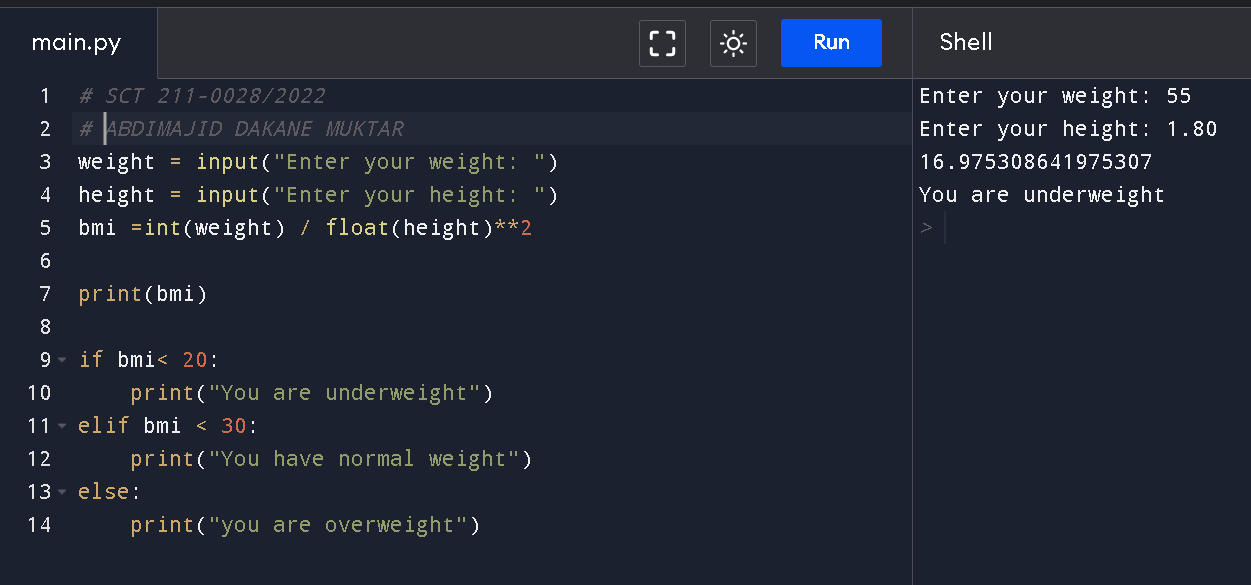 main.py
Run
Shell
1 # SCT 211-0028/2022
2 # ABDIMAJID DAKANE MUKTAR
3 weight = input("Enter your weight: ")
4 height = input("Enter your height: ")
5 bmi =int(weight) / float(height)**2
6
7 print(bmi)
8
9 if bmi< 20:
10     print("You are underweight")
11 elif bmi < 30:
12     print("You have normal weight")
13 else:
14     print("you are overweight")
Enter your weight: 55
Enter your height: 1.80
16.975308641975307
You are underweight
>